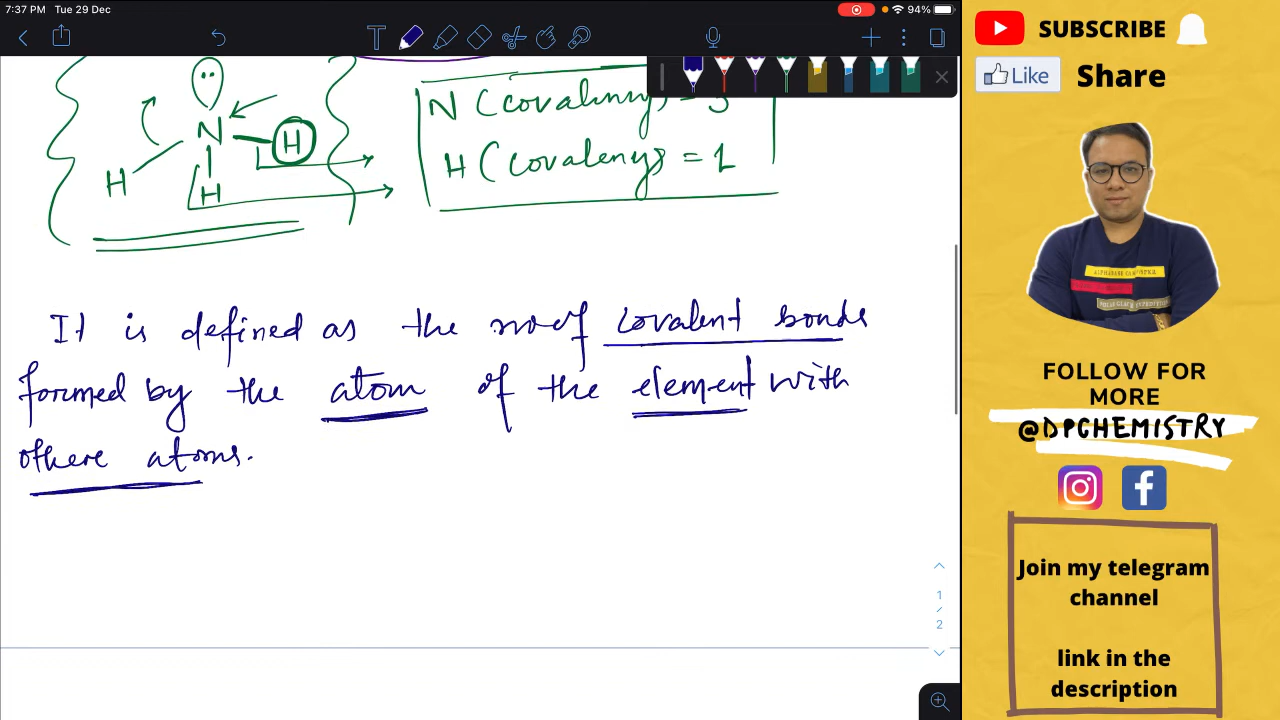 7:37 PM Tue 29 Dec
94%
N (covalency) = 3
H (covalency) = 1
N
H
H
H
It is defined as the no of covalent bonds
formed by the atom of the element with
othere atoms.
1
/
2
SUBSCRIBE
Like
Share
FOLLOW FOR
MORE
@DPCHEMISTRY
Join my telegram
channel
link in the
description